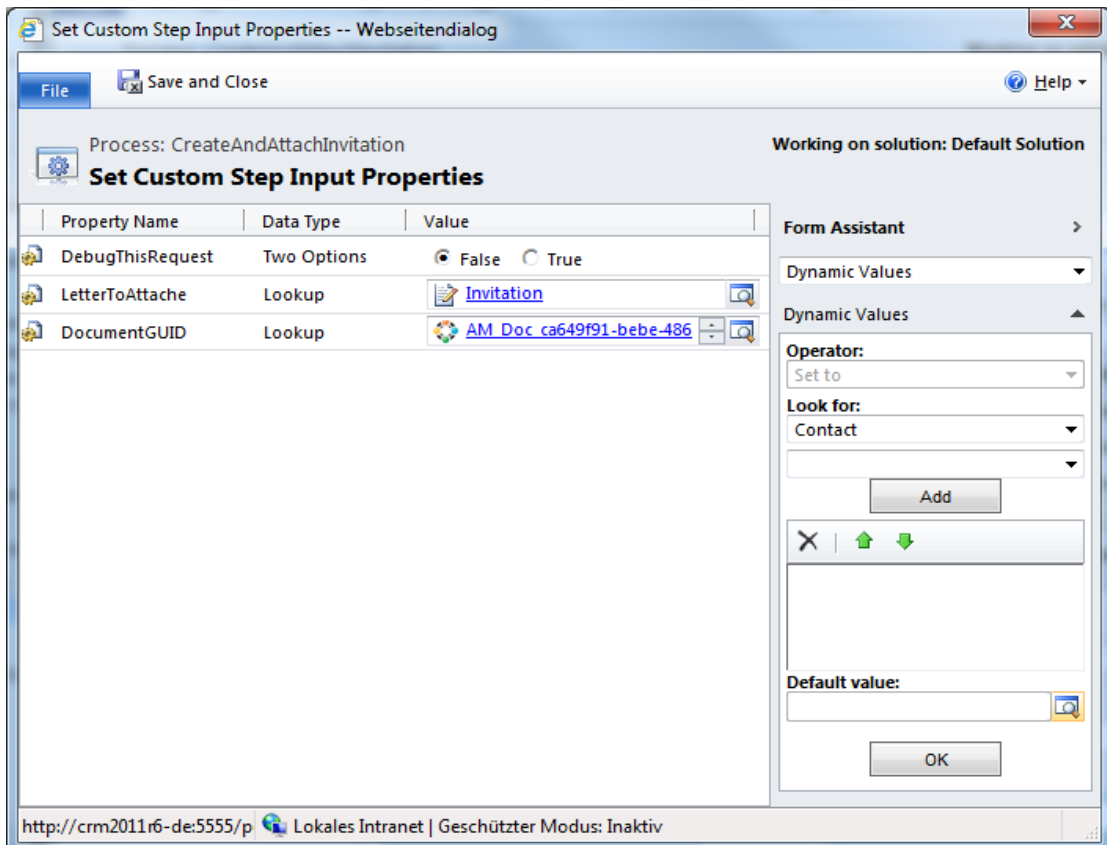 Set Custom Step Input Properties -- Webseitendialog
File
Save and Close
Help
Process: CreateAndAttachInvitation
Working on solution: Default Solution
Set Custom Step Input Properties
Property Name Data Type Value
DebugThisRequest Two Options False True
LetterToAttache Lookup Invitation
DocumentGUID Lookup AM_Doc_ca649f91-bebe-486
Form Assistant
Dynamic Values
Dynamic Values
Operator:
Set to
Look for:
Contact
Add
Default value:
OK
http://crm2011r6-de:5555/p Lokales Intranet | Geschützter Modus: Inaktiv